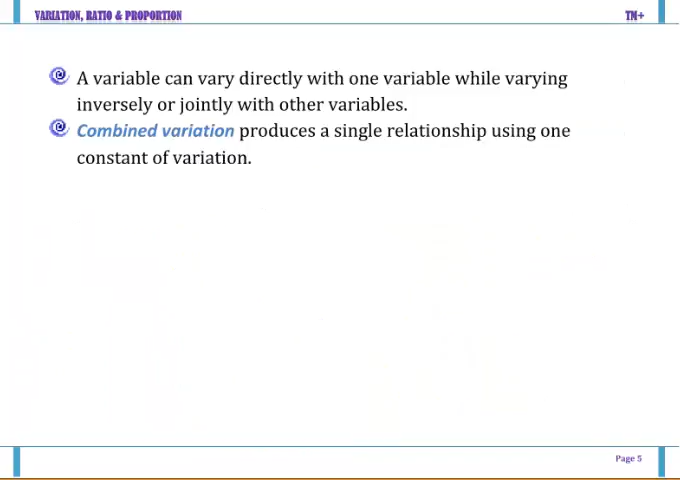 VARIATION, RATIO & PROPORTION TM+
A variable can vary directly with one variable while varying
inversely or jointly with other variables.
Combined variation produces a single relationship using one
constant of variation.
Page 5